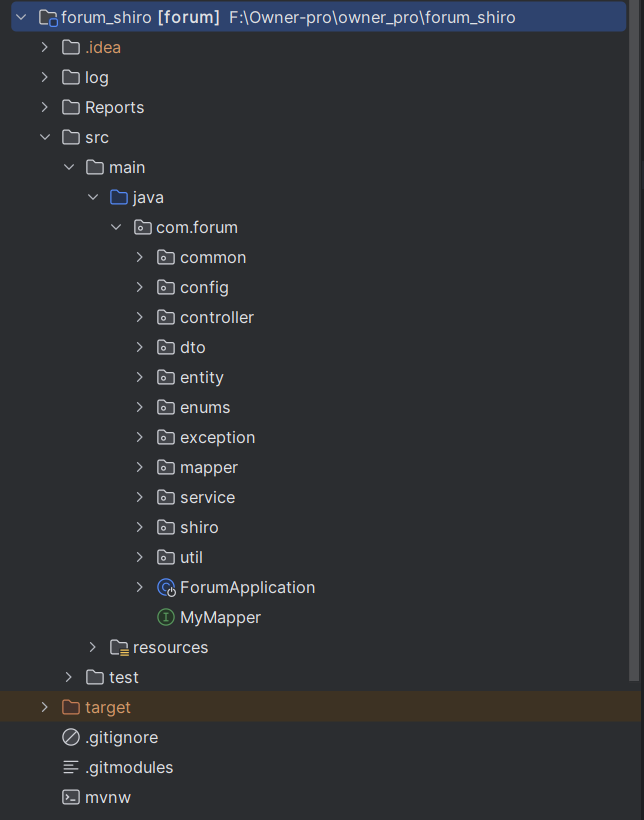 forum_shiro [forum] F:\Owner-pro\owner_pro\forum_shiro
.idea
log
Reports
src
main
java
com.forum
common
config
controller
dto
entity
enums
exception
mapper
service
shiro
util
ForumApplication
MyMapper
resources
test
target
.gitignore
.gitmodules
mvnw